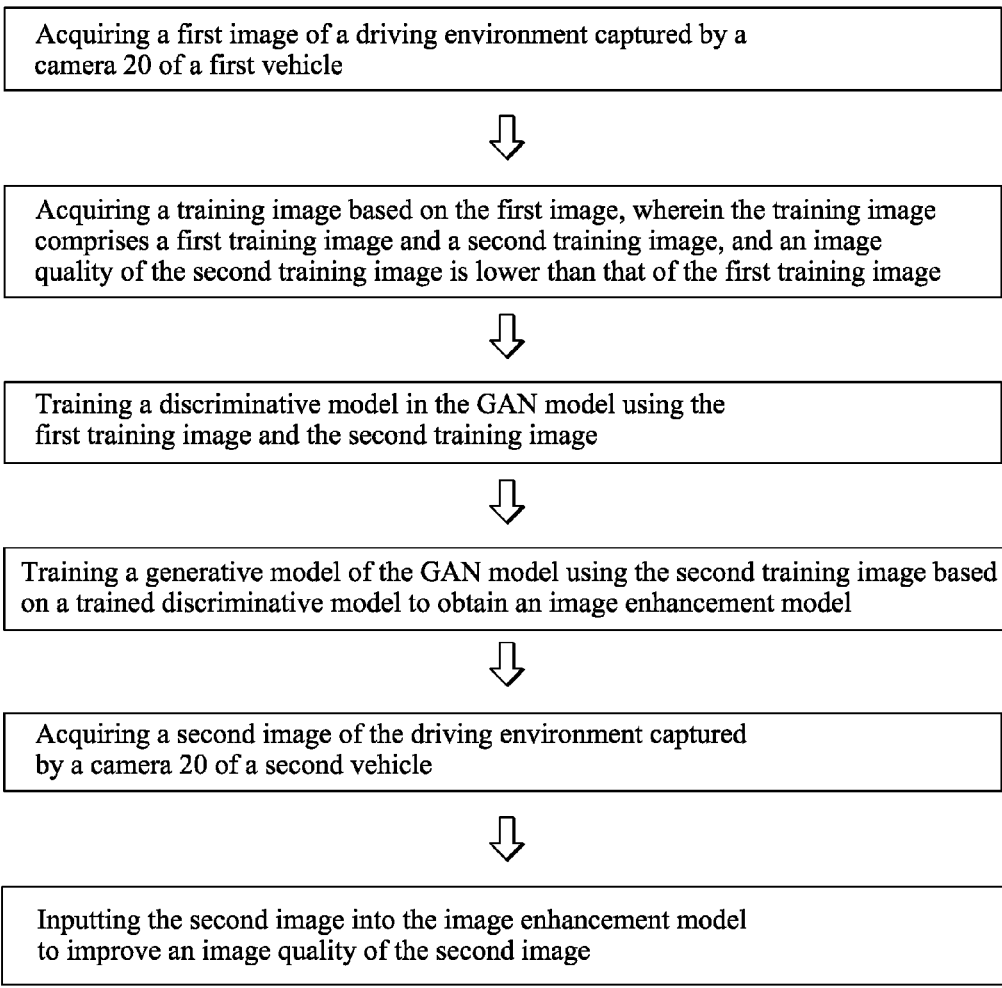 Acquiring a first image of a driving environment captured by a
camera 20 of a first vehicle
Acquiring a training image based on the first image, wherein the training image
comprises a first training image and a second training image, and an image
quality of the second training image is lower than that of the first training image
Training a discriminative model in the GAN model using the
first training image and the second training image
Training a generative model of the GAN model using the second training image based
on a trained discriminative model to obtain an image enhancement model
Acquiring a second image of the driving environment captured
by a camera 20 of a second vehicle
Inputting the second image into the image enhancement model
to improve an image quality of the second image